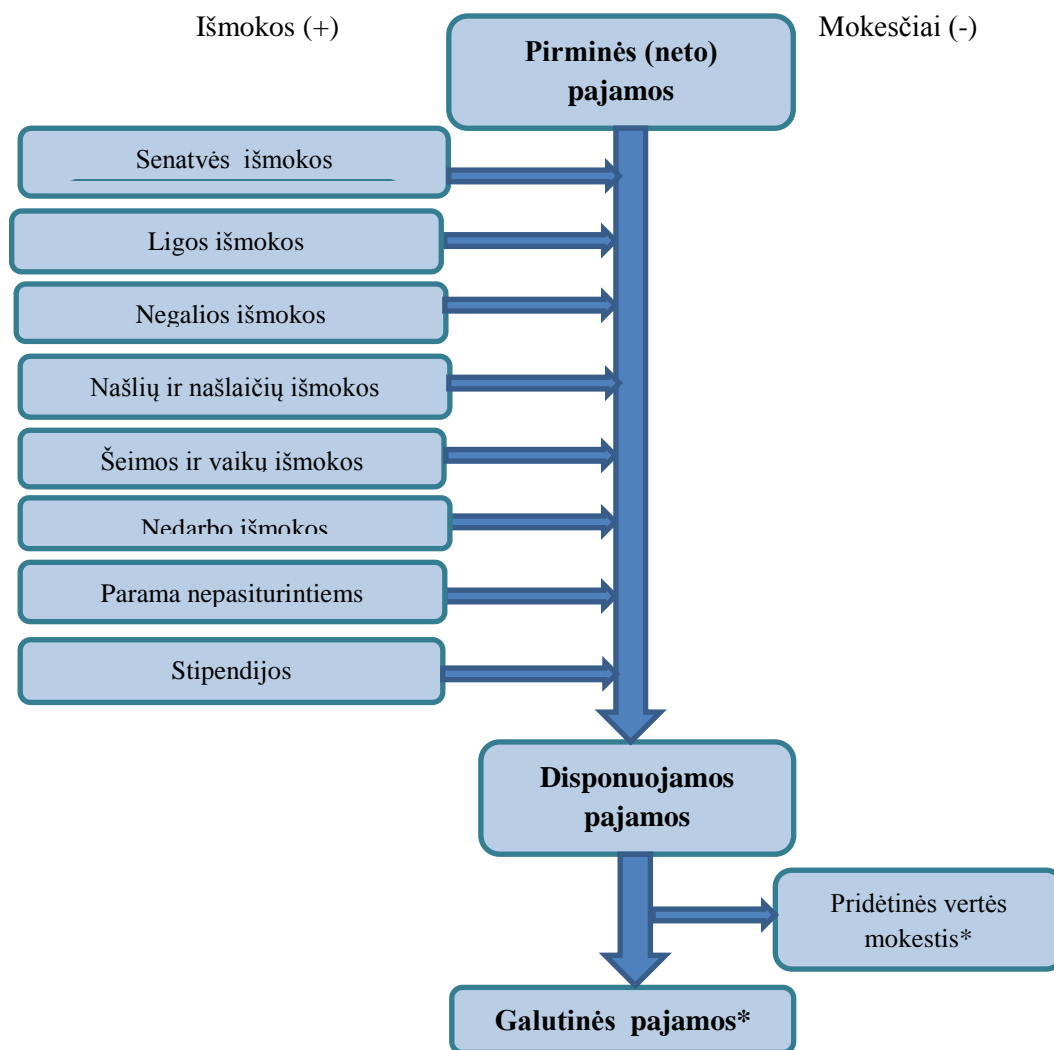 Išmokos (+)
Mokesčiai (-)
Pirminės (neto)
pajamos
Senatvės išmokos
Ligos išmokos
Negalios išmokos
Našlių ir našlaičių išmokos
Šeimos ir vaikų išmokos
Nedarbo išmokos
Parama nepasiturintiems
Stipendijos
Disponuojamos
pajamos
Pridėtinės vertės
mokestis*
Galutinės pajamos*